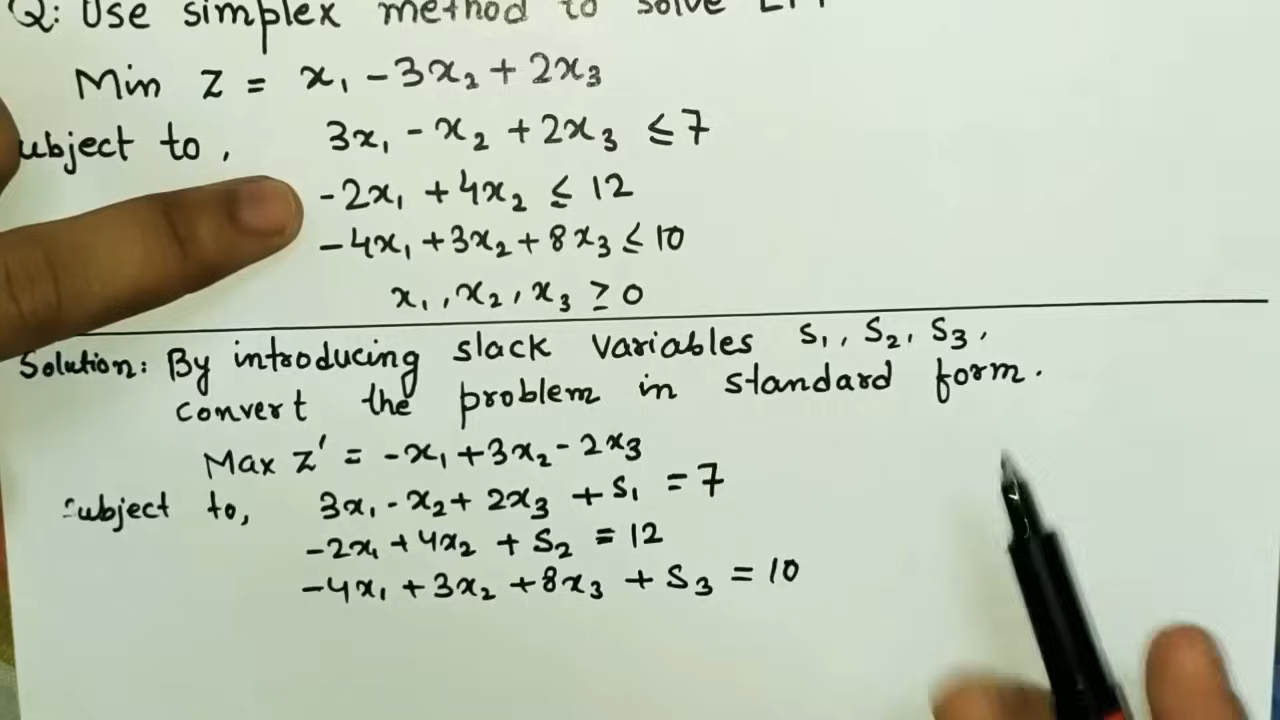 Q: Use simplex method to solve LPP
Min Z = x₁ - 3x₂ + 2x₃
ubject to, 3x₁ - x₂ + 2x₃ ≤ 7
-2x₁ + 4x₂ ≤ 12
-4x₁ + 3x₂ + 8x₃ ≤ 10
x₁, x₂, x₃ ≥ 0
Solution: By introducing slack variables S₁, S₂, S₃,
convert the problem in standard form.
Max Z' = -x₁ + 3x₂ - 2x₃
subject to, 3x₁ - x₂ + 2x₃ + S₁ = 7
-2x₁ + 4x₂ + S₂ = 12
-4x₁ + 3x₂ + 8x₃ + S₃ = 10